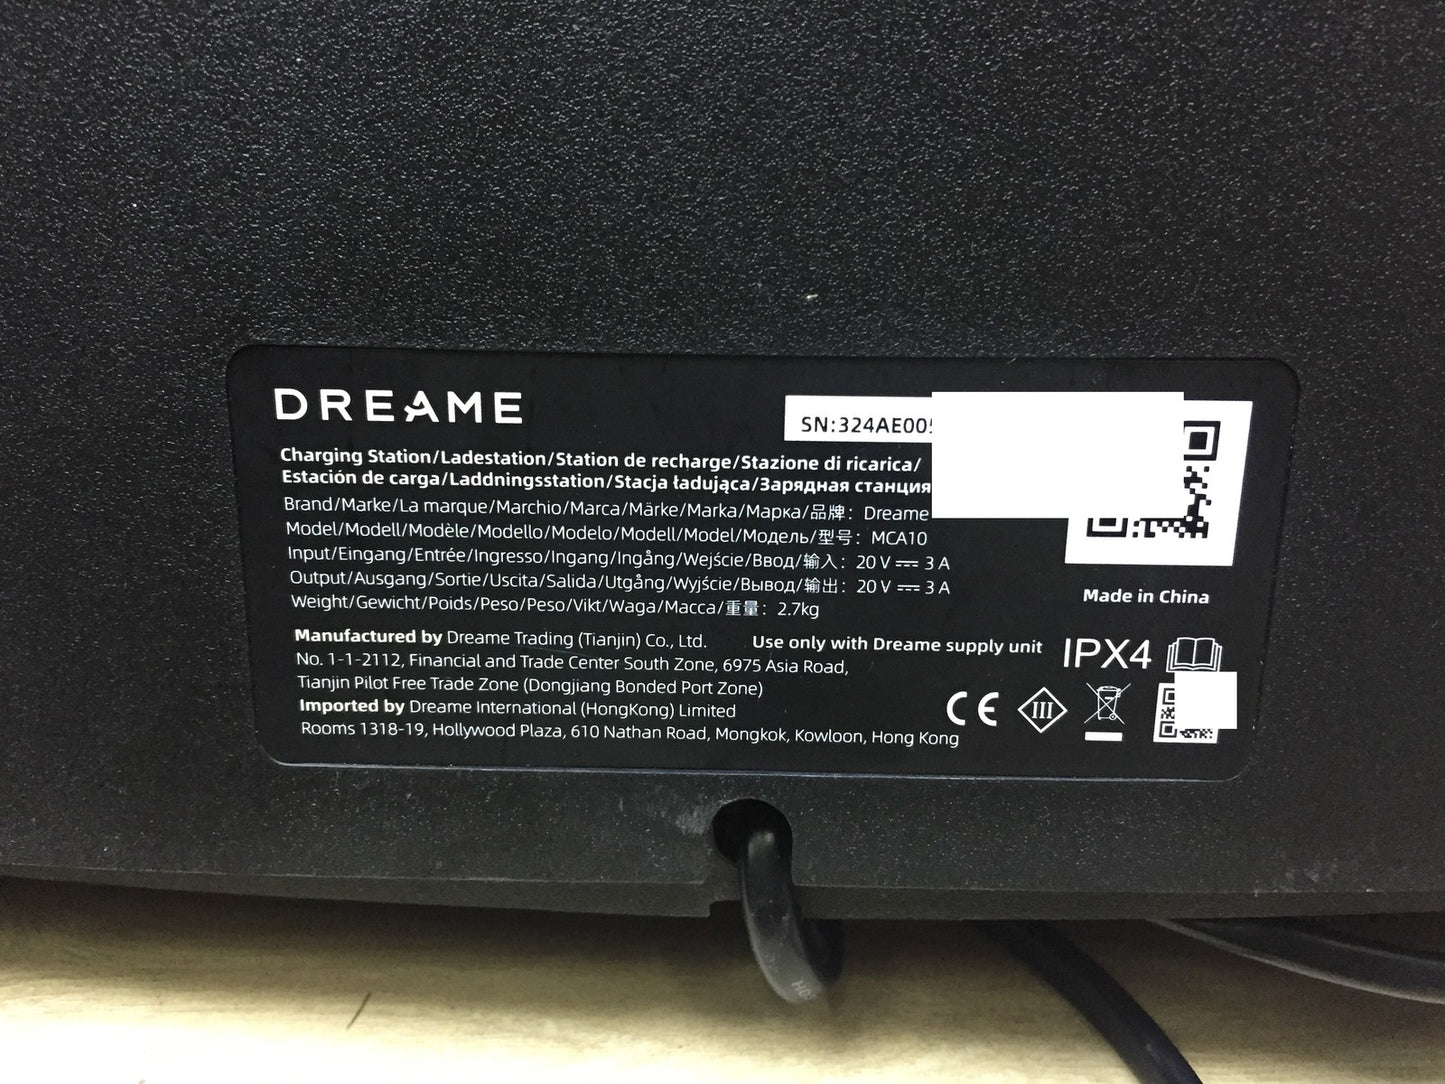 DREAME
SN:324AE005
Charging Station/Ladestation/Station de recharge/Stazione di ricarica/
Estación de carga/Laddningsstation/Stacja ładująca/Зарядная станция
Brand/Marke/La marque/Marchio/Marca/Märke/Marka/Марка/品牌: Dreame
Model/Modell/Modèle/Modello/Modelo/Modell/Model/Модель/型号: MCA10
Input/Eingang/Entrée/Ingresso/Ingang/Ingång/Wejście/Ввод/输入: 20 V ⎓ 3 A
Output/Ausgang/Sortie/Uscita/Salida/Utgång/Wyjście/Вывод/输出: 20 V ⎓ 3 A
Weight/Gewicht/Poids/Peso/Peso/Vikt/Waga/Масса/重量: 2.7kg
Made in China
Manufactured by Dreame Trading (Tianjin) Co., Ltd.
No. 1-1-2112, Financial and Trade Center South Zone, 6975 Asia Road,
Tianjin Pilot Free Trade Zone (Dongjiang Bonded Port Zone)
Imported by Dreame International (HongKong) Limited
Rooms 1318-19, Hollywood Plaza, 610 Nathan Road, Mongkok, Kowloon, Hong Kong
Use only with Dreame supply unit
IPX4
CE
III